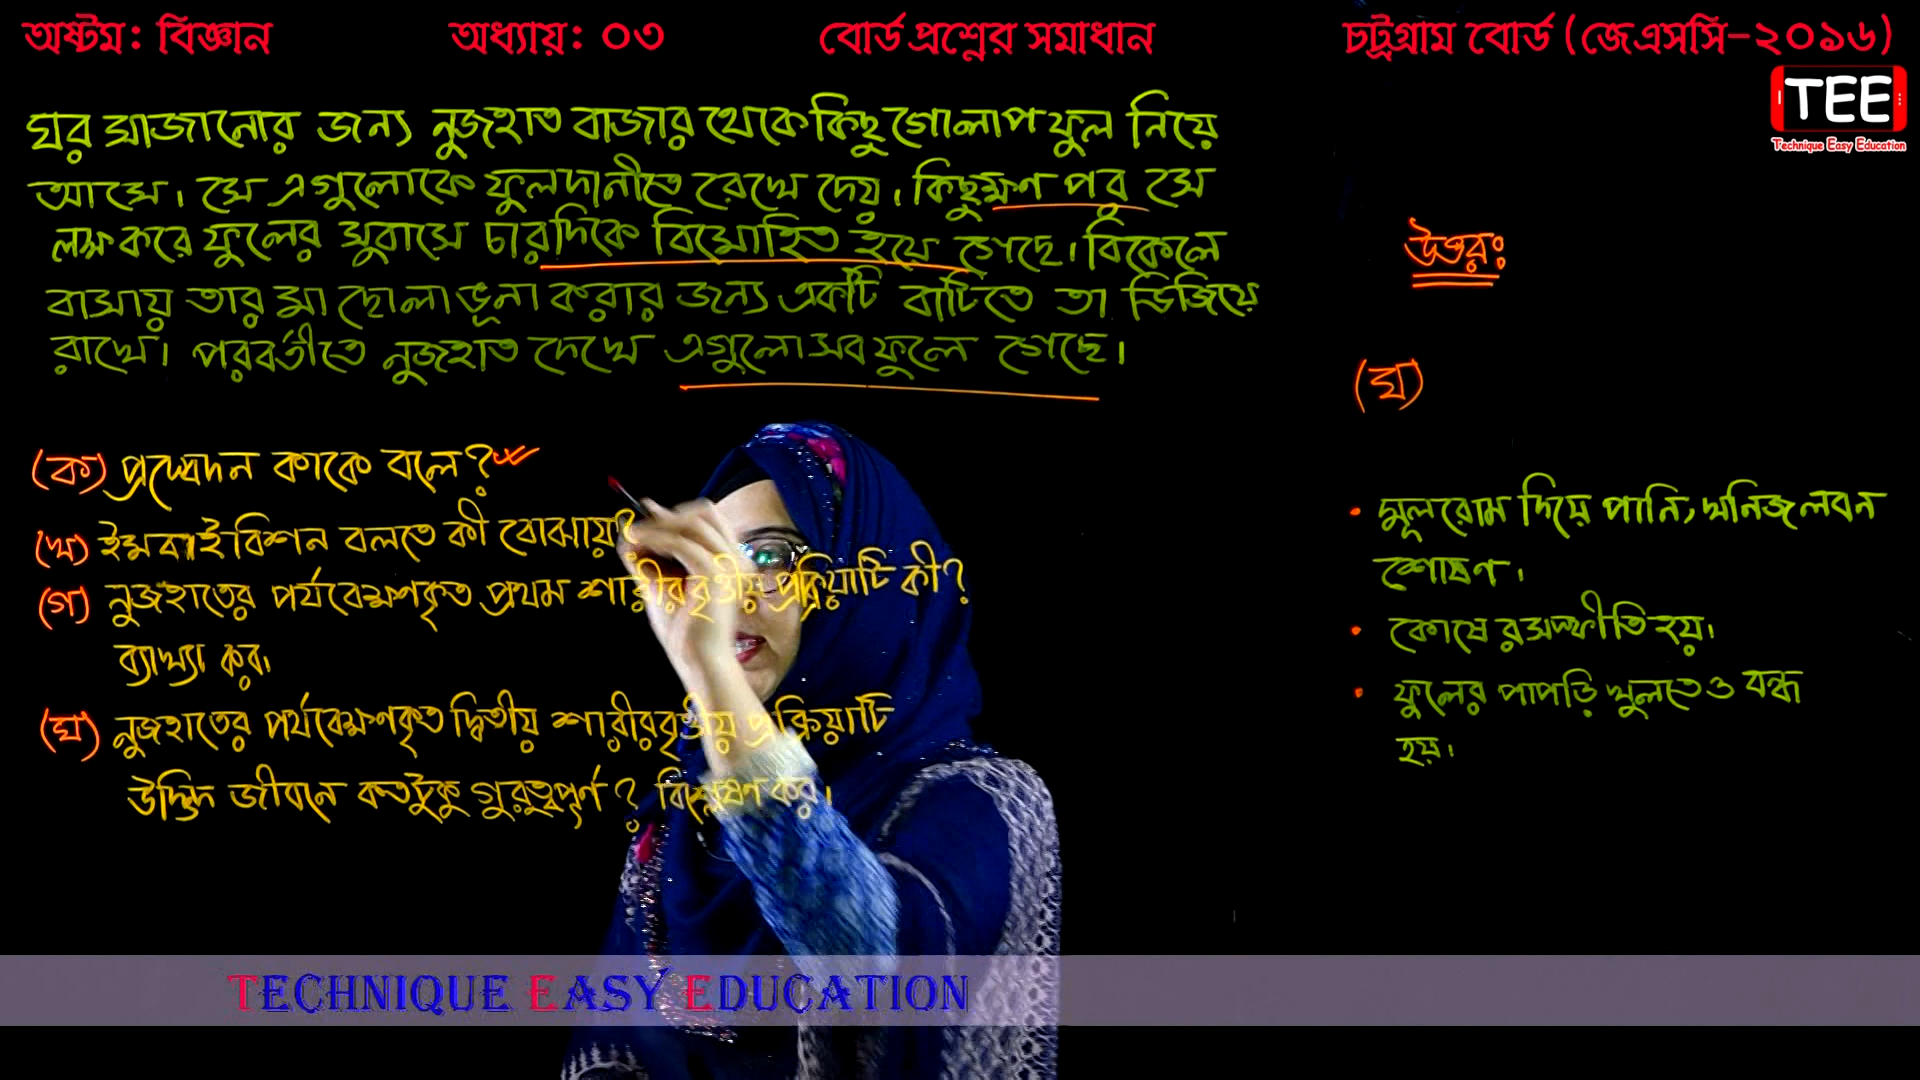 অষ্টম: বিজ্ঞান অধ্যায়: ০৩ বোর্ড প্রশ্নের সমাধান চট্টগ্রাম বোর্ড (জেএসসি-২০১৬)
TEE
Technique Easy Education
ঘর সাজানোর জন্য নুজহাত বাজার থেকে কিছু গোলাপ ফুল নিয়ে
আসে। সে এগুলোকে ফুলদানীতে রেখে দেয়। কিছুক্ষণ পর সে
লক্ষ করে ফুলের সুবাসে চারদিকে বিমোহিত হয়ে গেছে। বিকেলে
বাসায় তার মা ছোলা ভূনা করার জন্য একটি বাটিতে তা ভিজিয়ে
রাখে। পরবর্তীতে নুজহাত দেখে এগুলো সব ফুলে গেছে।
(ক) প্রস্বেদন কাকে বলে?
(খ) ইমবাইবিশন বলতে কী বোঝায়?
(গ) নুজহাতের পর্যবেক্ষণকৃত প্রথম শারীরবৃত্তীয় প্রক্রিয়াটি কী?
ব্যাখ্যা কর।
(ঘ) নুজহাতের পর্যবেক্ষণকৃত দ্বিতীয় শারীরবৃত্তীয় প্রক্রিয়াটি
উদ্ভিদ জীবনে কতটুকু গুরুত্বপূর্ণ? বিশ্লেষণ কর।
উত্তর:
(ঘ)
• মূলরোম দিয়ে পানি, খনিজ লবন
শোষণ।
• কোষে রসস্ফীতি হয়।
• ফুলের পাপড়ি খুলতে ও বন্ধ
হয়।
TECHNIQUE EASY EDUCATION